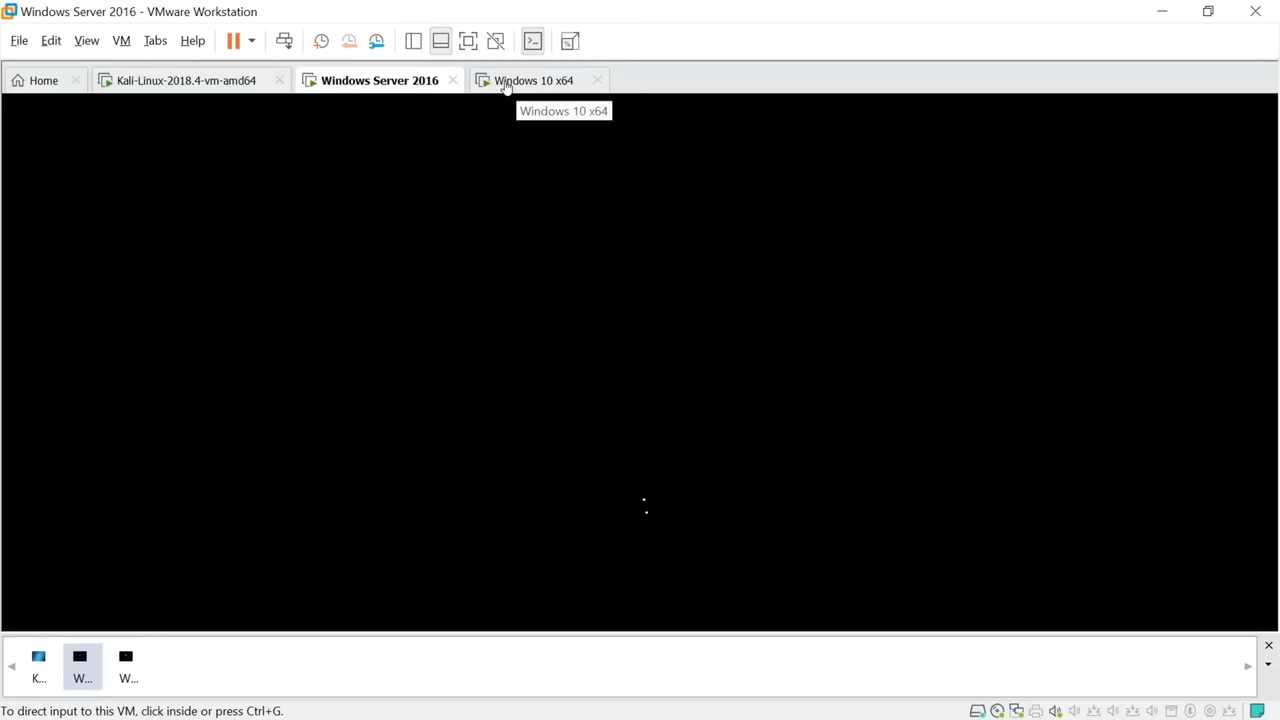 Windows Server 2016 - VMware Workstation
File Edit View VM Tabs Help
Home Kali-Linux-2018.4-vm-amd64 Windows Server 2016 Windows 10 x64
Windows 10 x64
K... W... W...
To direct input to this VM, click inside or press Ctrl+G.